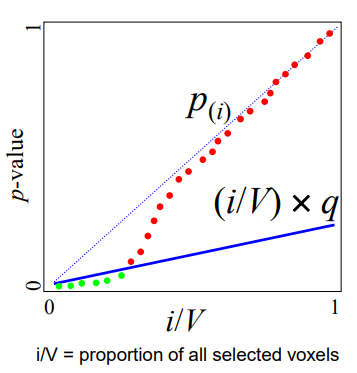 1
p(i)
p-value
(i/V) × q
0
0
1
i/V
i/V = proportion of all selected voxels